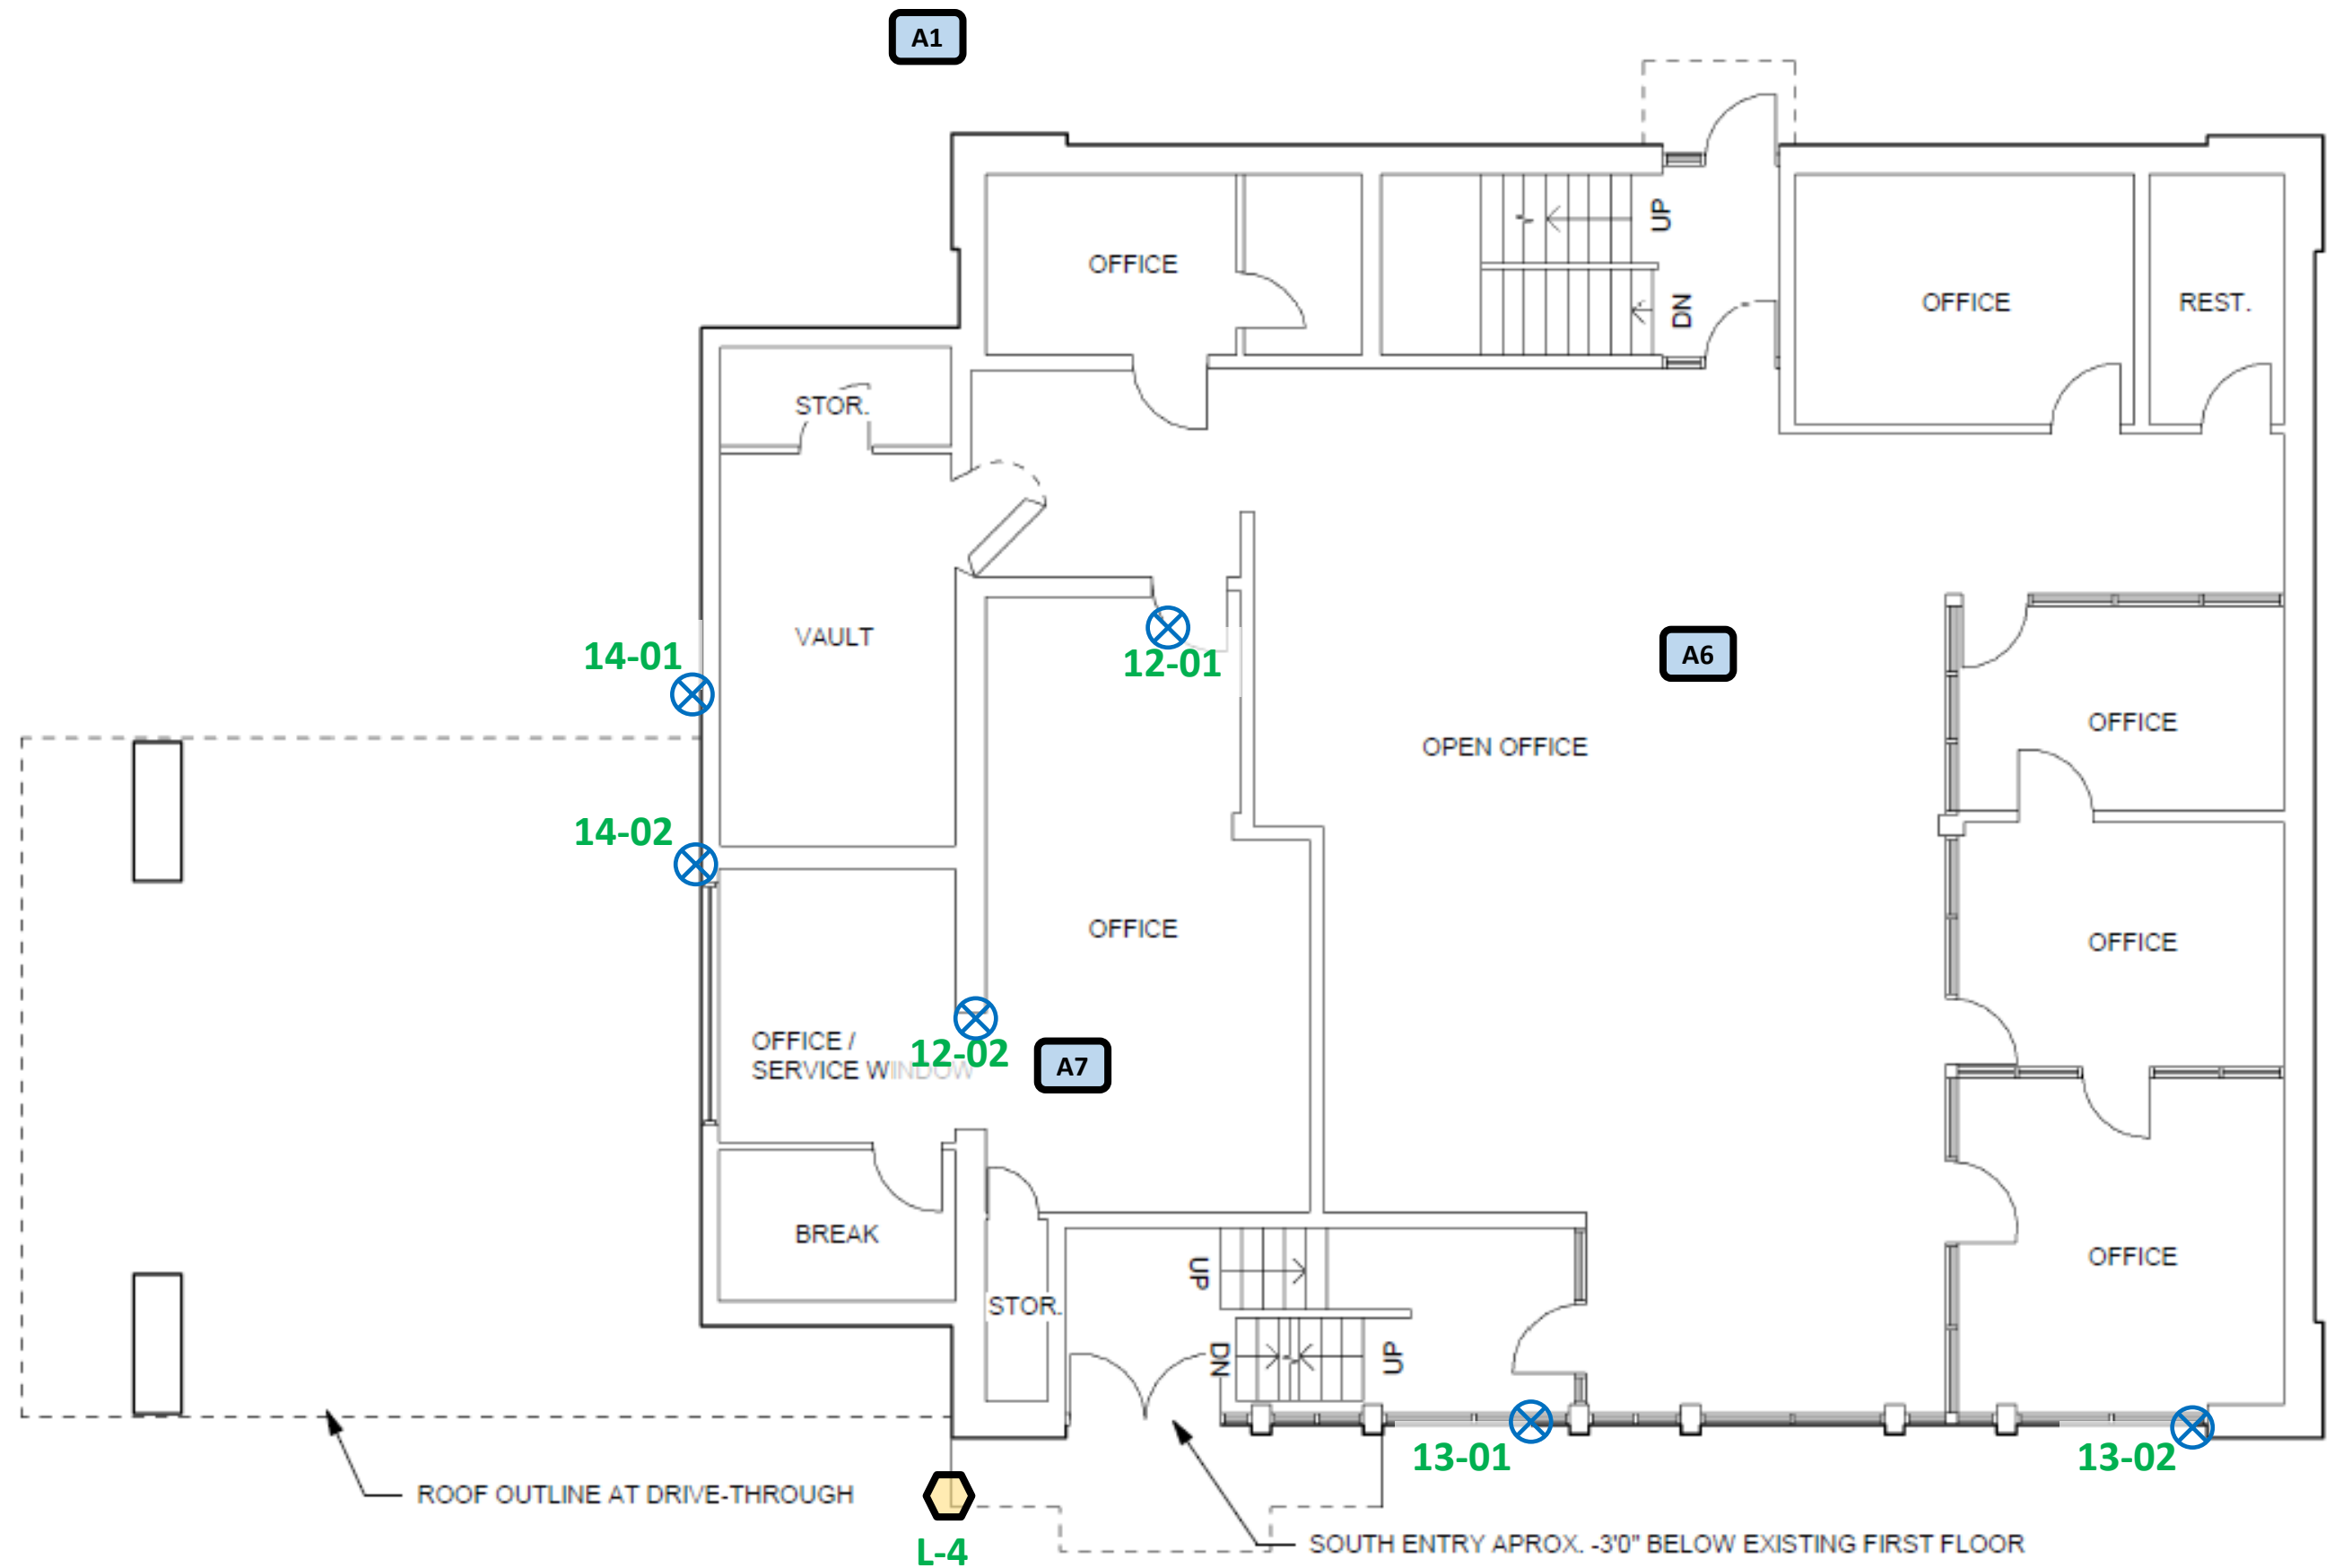 A1
UP
OFFICE
DN
OFFICE
REST.
STOR.
VAULT
14-01
12-01
A6
OPEN OFFICE
OFFICE
14-02
OFFICE
OFFICE
OFFICE /
SERVICE WINDOW
12-02
A7
BREAK
UP
OFFICE
STOR.
DN
UP
13-01
13-02
ROOF OUTLINE AT DRIVE-THROUGH
L-4
SOUTH ENTRY APROX. -3'0" BELOW EXISTING FIRST FLOOR